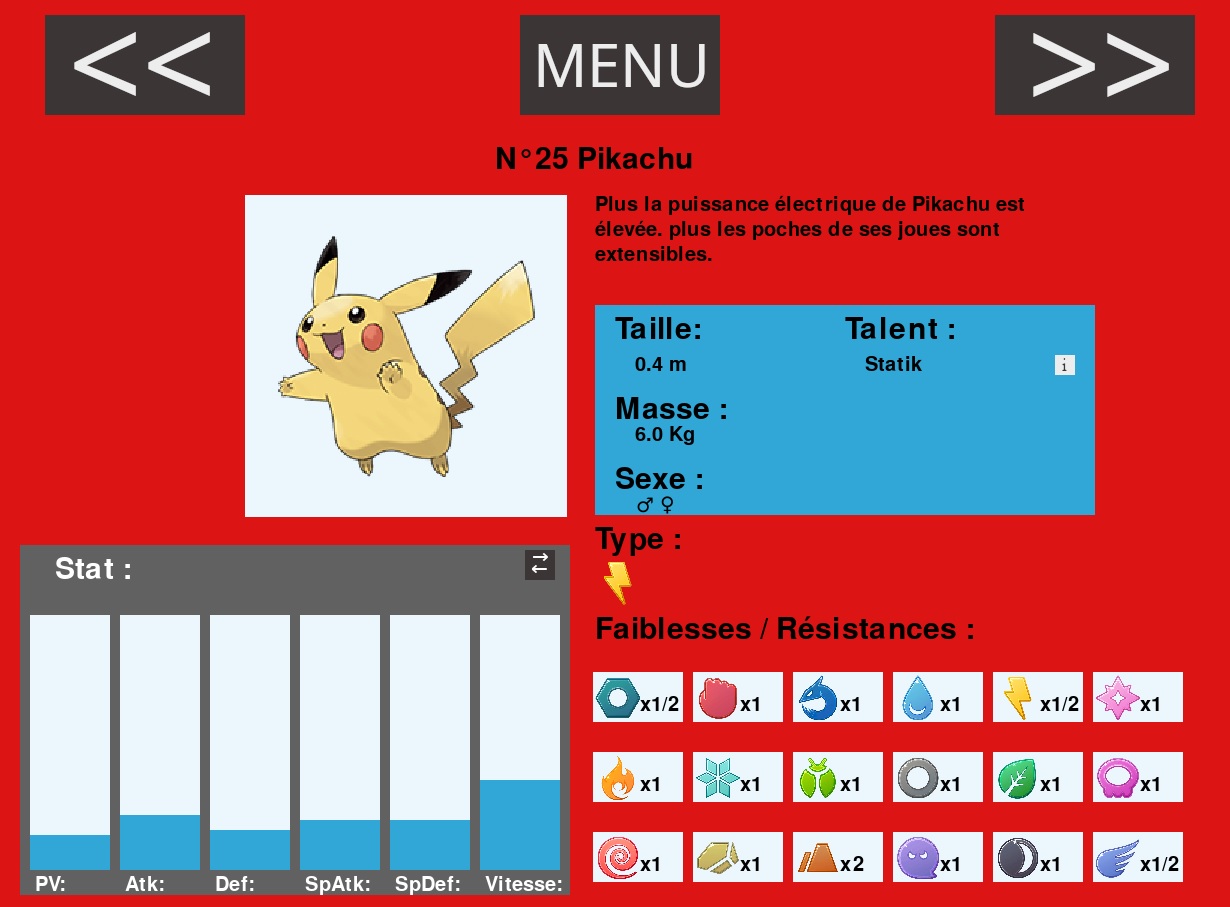 << MENU >>
N°25 Pikachu
Plus la puissance électrique de Pikachu est
élevée. plus les poches de ses joues sont
extensibles.
Taille: Talent :
0.4 m Statik i
Masse :
6.0 Kg
Sexe :
♂ ♀
Type :
Stat :
Faiblesses / Résistances :
x1/2 x1 x1 x1 x1/2 x1
x1 x1 x1 x1 x1 x1
x1 x1 x2 x1 x1 x1/2
PV: Atk: Def: SpAtk: SpDef: Vitesse: